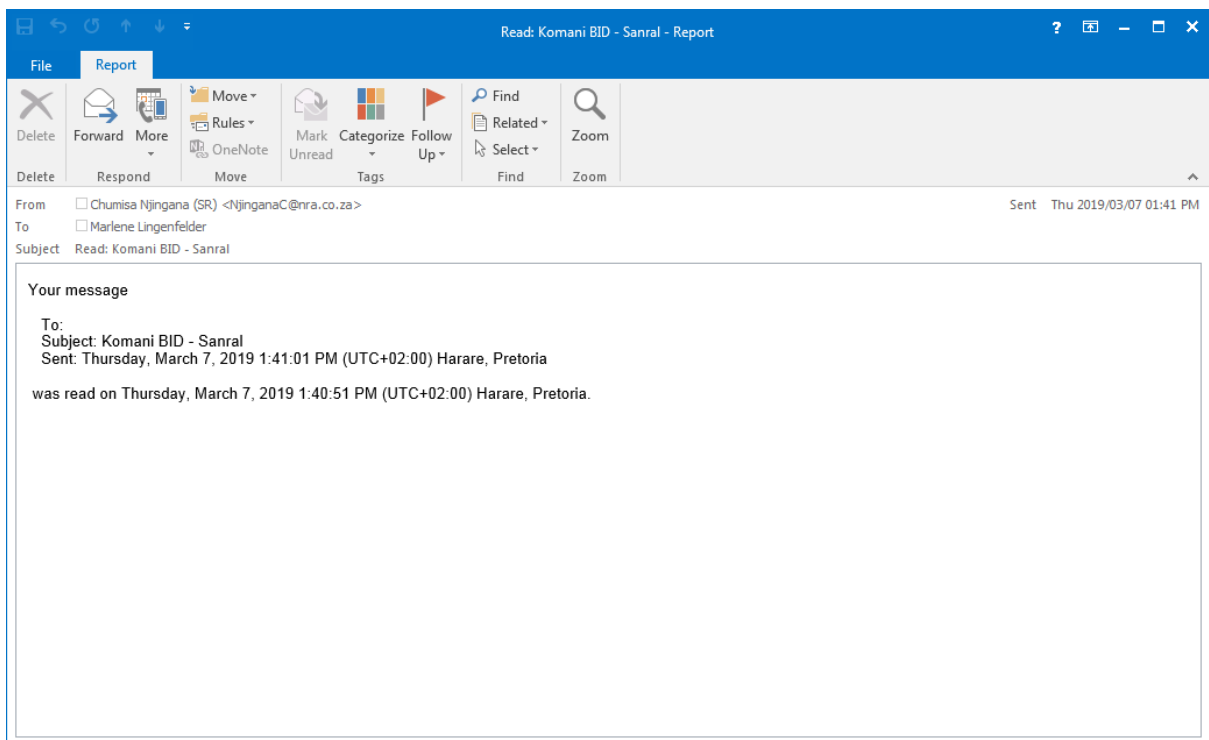 Read: Komani BID - Sanral - Report
?
File Report
Delete Forward More Move Rules OneNote Mark Unread Categorize Follow Up Find Related Select Zoom
Delete Respond Move Tags Find Zoom
From Chumisa Njingana (SR) <NjinganaC@nra.co.za> Sent Thu 2019/03/07 01:41 PM
To Marlene Lingenfelder
Subject Read: Komani BID - Sanral
Your message
To:
Subject: Komani BID - Sanral
Sent: Thursday, March 7, 2019 1:41:01 PM (UTC+02:00) Harare, Pretoria
was read on Thursday, March 7, 2019 1:40:51 PM (UTC+02:00) Harare, Pretoria.